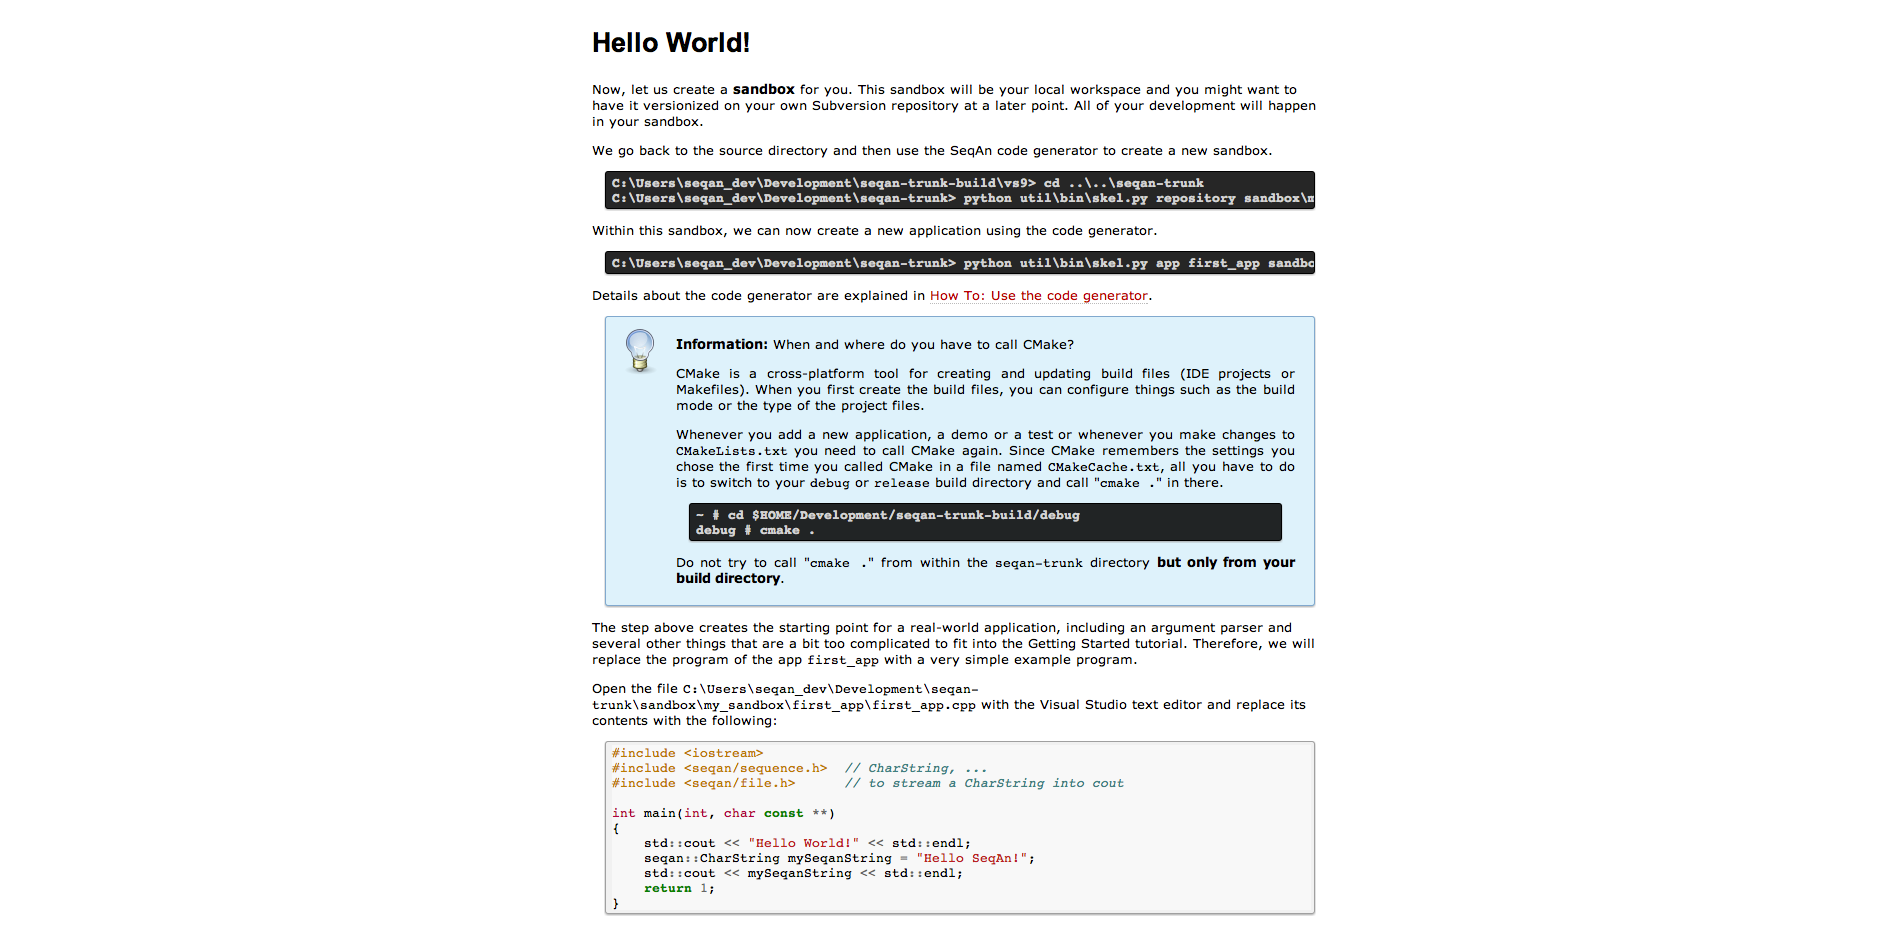 Hello World!
Now, let us create a sandbox for you. This sandbox will be your local workspace and you might want to
have it versionized on your own Subversion repository at a later point. All of your development will happen
in your sandbox.
We go back to the source directory and then use the SeqAn code generator to create a new sandbox.
C:\Users\seqan_dev\Development\seqan-trunk-build\vs9> cd ..\..\seqan-trunk
C:\Users\seqan_dev\Development\seqan-trunk> python util\bin\skel.py repository sandbox\m
Within this sandbox, we can now create a new application using the code generator.
C:\Users\seqan_dev\Development\seqan-trunk> python util\bin\skel.py app first_app sandbo
Details about the code generator are explained in How To: Use the code generator.
Information: When and where do you have to call CMake?
CMake is a cross-platform tool for creating and updating build files (IDE projects or
Makefiles). When you first create the build files, you can configure things such as the build
mode or the type of the project files.
Whenever you add a new application, a demo or a test or whenever you make changes to
CMakeLists.txt you need to call CMake again. Since CMake remembers the settings you
chose the first time you called CMake in a file named CMakeCache.txt, all you have to do
is to switch to your debug or release build directory and call "cmake ." in there.
~ # cd $HOME/Development/seqan-trunk-build/debug
debug # cmake .
Do not try to call "cmake ." from within the seqan-trunk directory but only from your
build directory.
The step above creates the starting point for a real-world application, including an argument parser and
several other things that are a bit too complicated to fit into the Getting Started tutorial. Therefore, we will
replace the program of the app first_app with a very simple example program.
Open the file C:\Users\seqan_dev\Development\seqan-
trunk\sandbox\my_sandbox\first_app\first_app.cpp with the Visual Studio text editor and replace its
contents with the following:
#include <iostream>
#include <seqan/sequence.h>  // CharString, ...
#include <seqan/file.h>      // to stream a CharString into cout
int main(int, char const **)
{
    std::cout << "Hello World!" << std::endl;
    seqan::CharString mySeqanString = "Hello SeqAn!";
    std::cout << mySeqanString << std::endl;
    return 1;
}